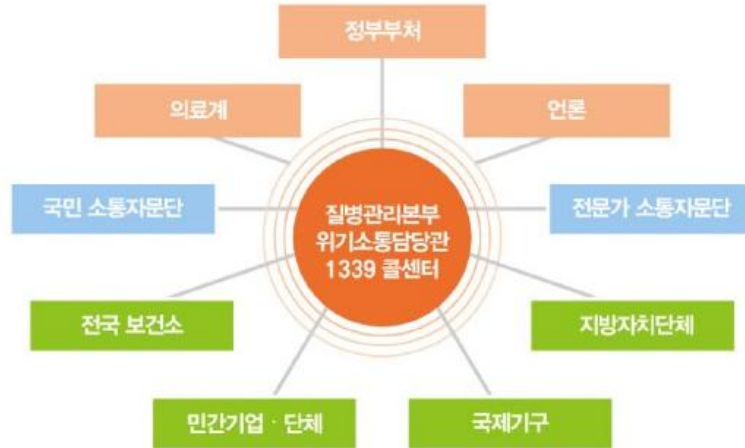 정부부처
의료계
언론
국민 소통자문단
질병관리본부
위기소통담당관
1339 콜센터
전문가 소통자문단
전국 보건소
지방자치단체
민간기업 · 단체
국제기구